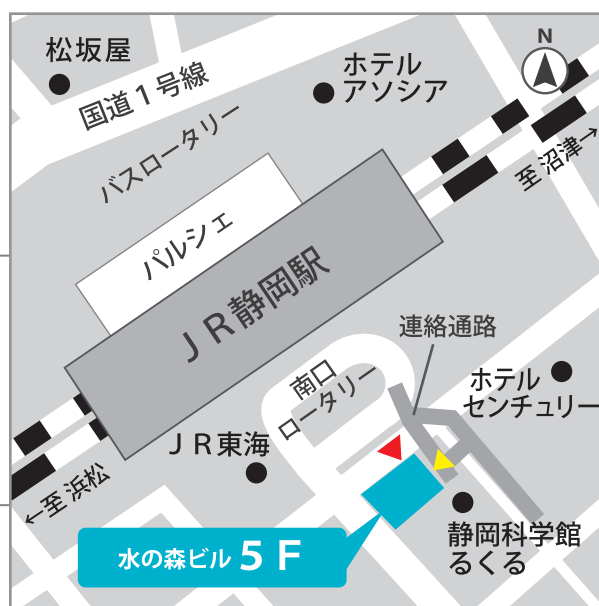 松坂屋
国道1号線
ホテル
アソシア
N
バスロータリー
至沼津→
パルシェ
JR静岡駅
連絡通路
南口
ロータリー
ホテル
センチュリー
JR東海
←至浜松
静岡科学館
るくる
水の森ビル 5F